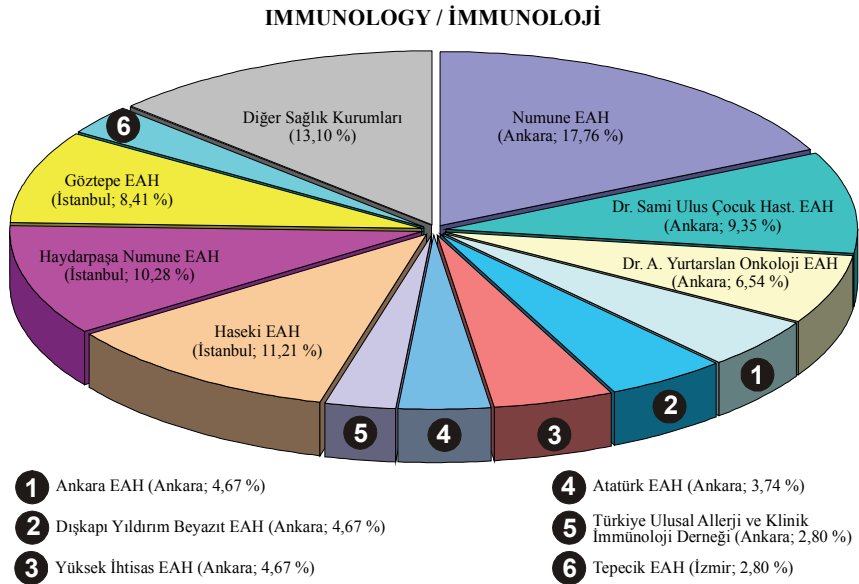 IMMUNOLOGY / İMMUNOLOJİ
Numune EAH
(Ankara; 17,76 %)
Dr. Sami Ulus Çocuk Hast. EAH
(Ankara; 9,35 %)
Dr. A. Yurtarslan Onkoloji EAH
(Ankara; 6,54 %)
1
2
3
4
5
Haseki EAH
(İstanbul; 11,21 %)
Haydarpaşa Numune EAH
(İstanbul; 10,28 %)
Göztepe EAH
(İstanbul; 8,41 %)
6
Diğer Sağlık Kurumları
(13,10 %)
1 Ankara EAH (Ankara; 4,67 %)
2 Dışkapı Yıldırım Beyazıt EAH (Ankara; 4,67 %)
3 Yüksek İhtisas EAH (Ankara; 4,67 %)
4 Atatürk EAH (Ankara; 3,74 %)
5 Türkiye Ulusal Allerji ve Klinik
İmmünoloji Derneği (Ankara; 2,80 %)
6 Tepecik EAH (İzmir; 2,80 %)